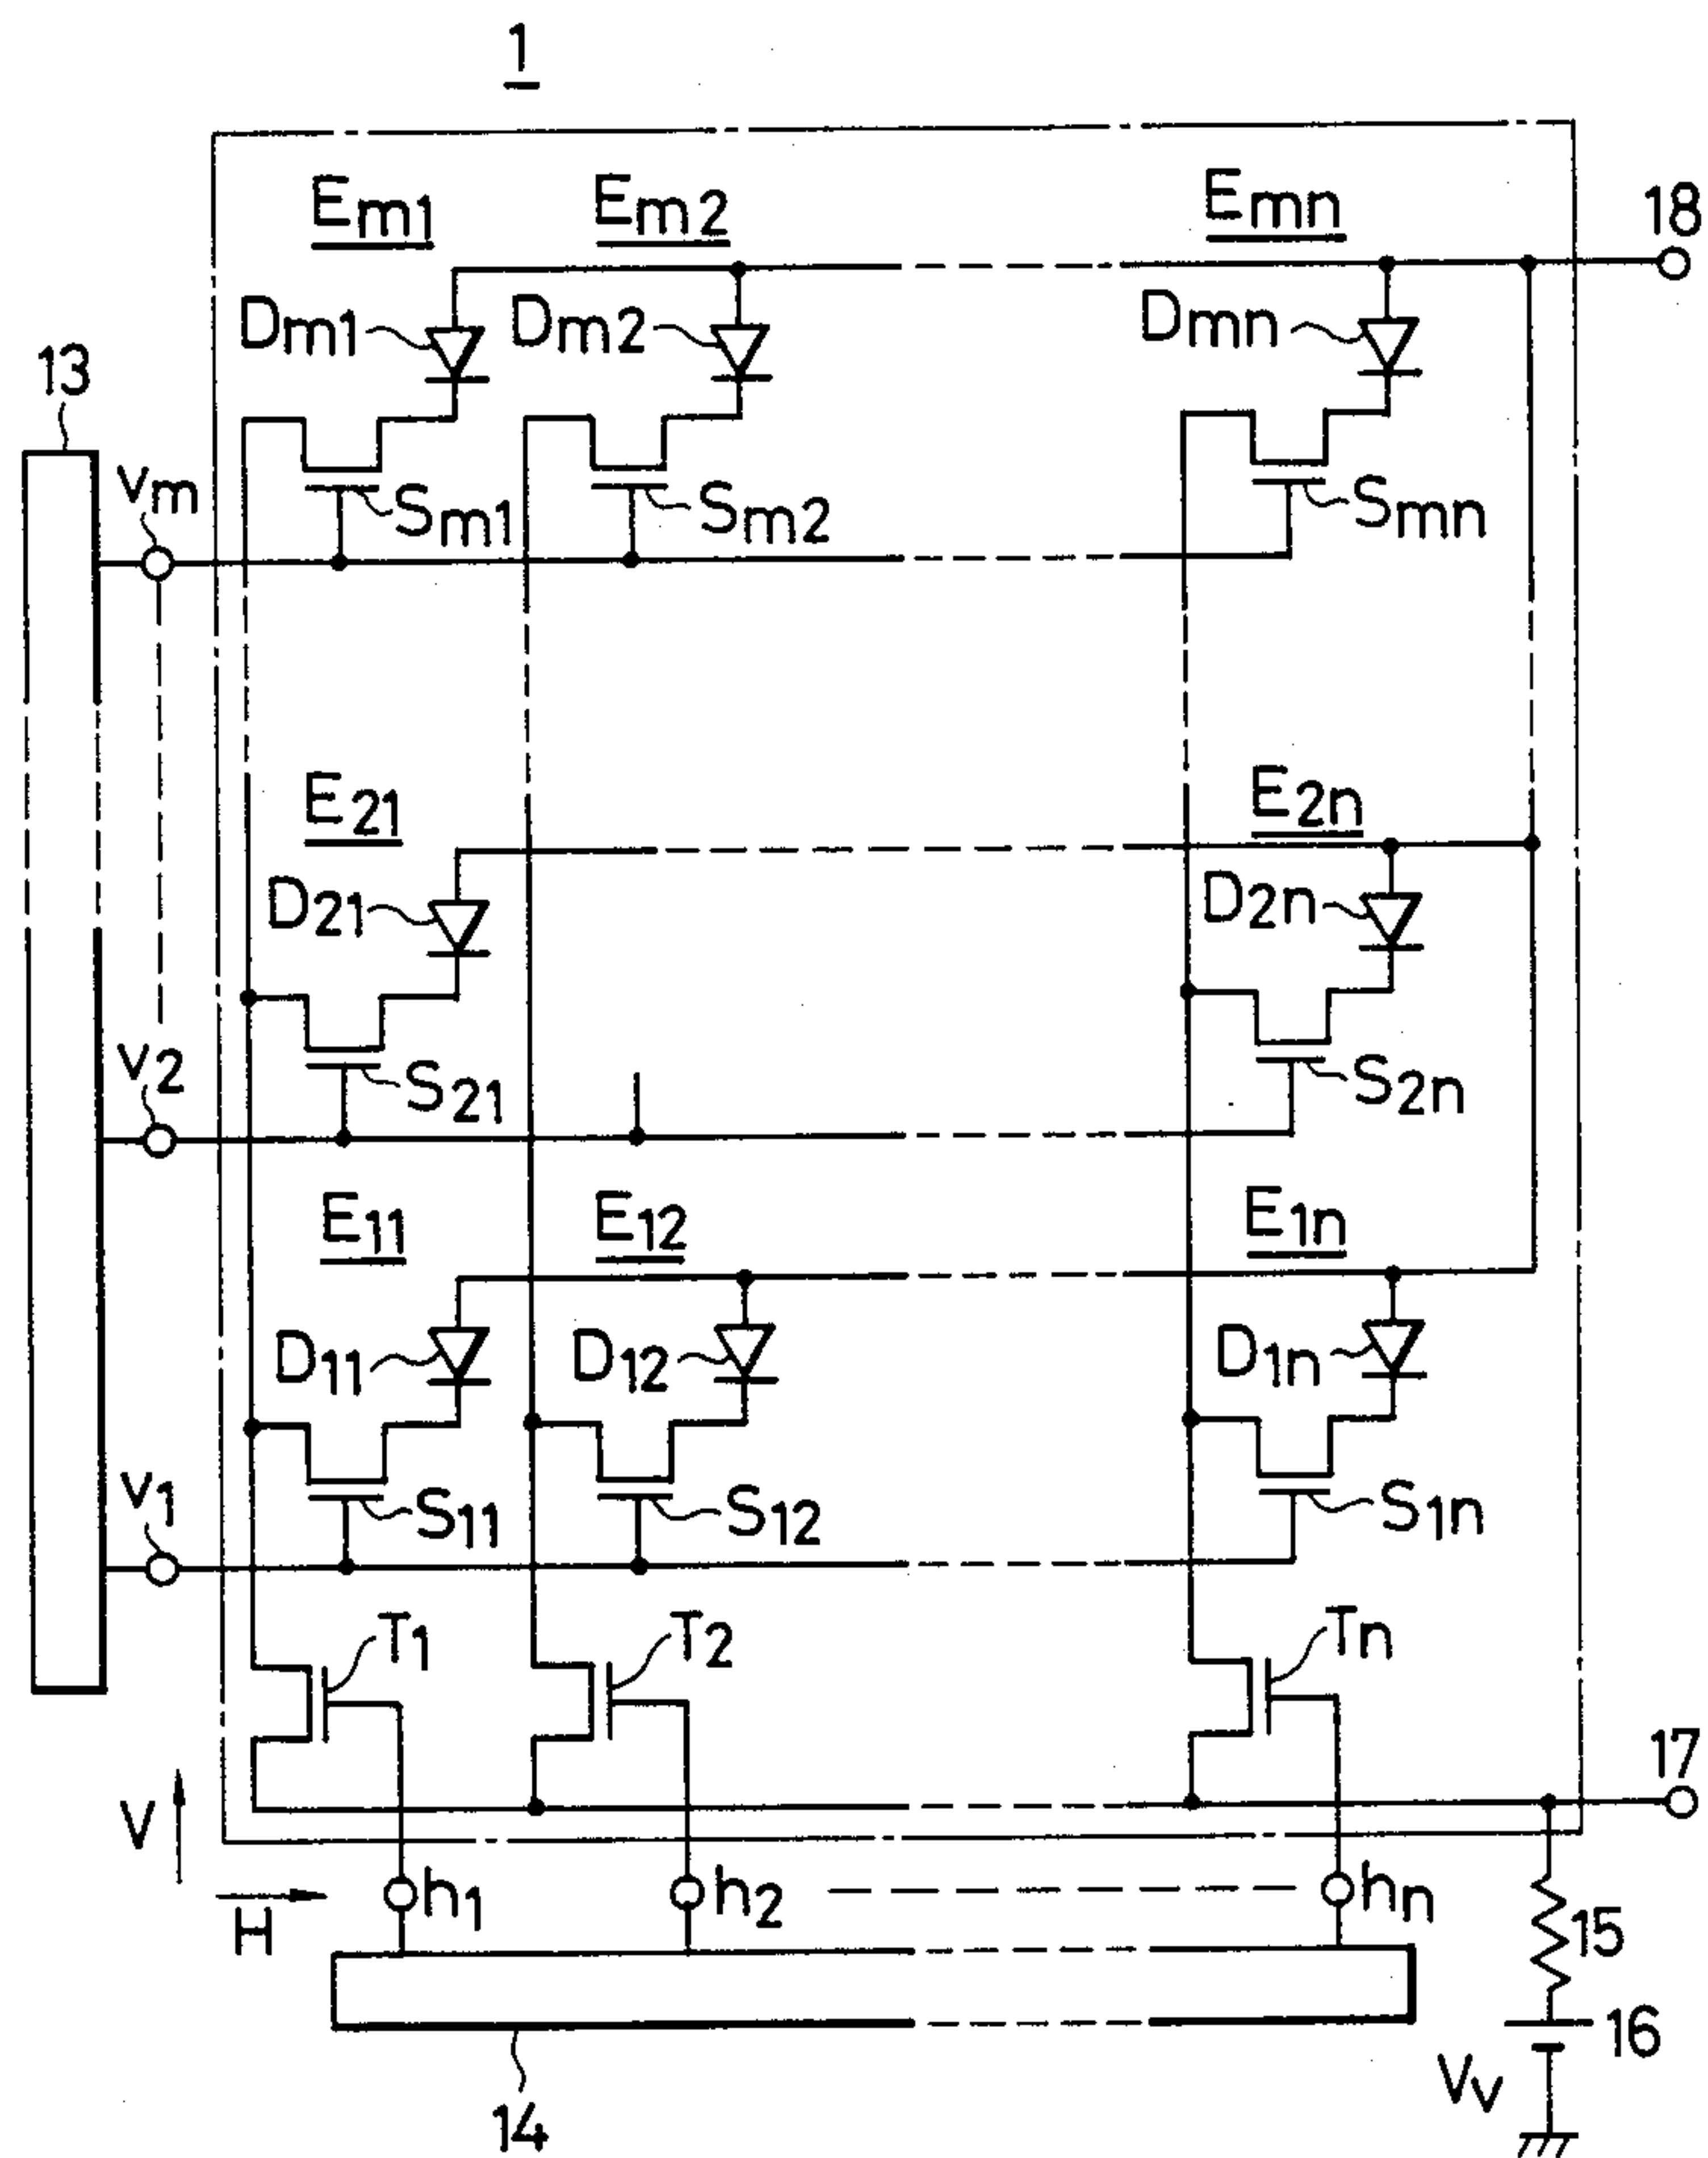 1
Em1 Em2 Emn
18
Dm1 Dm2 Dmn
13
vm
Sm1 Sm2 Smn
E21 E2n
D21 D2n
v2
S21 S2n
E11 E12 E1n
D11 D12 D1n
v1
S11 S12 S1n
T1 T2 Tn
17
V
H
h1 h2 hn
15
16
Vv
14